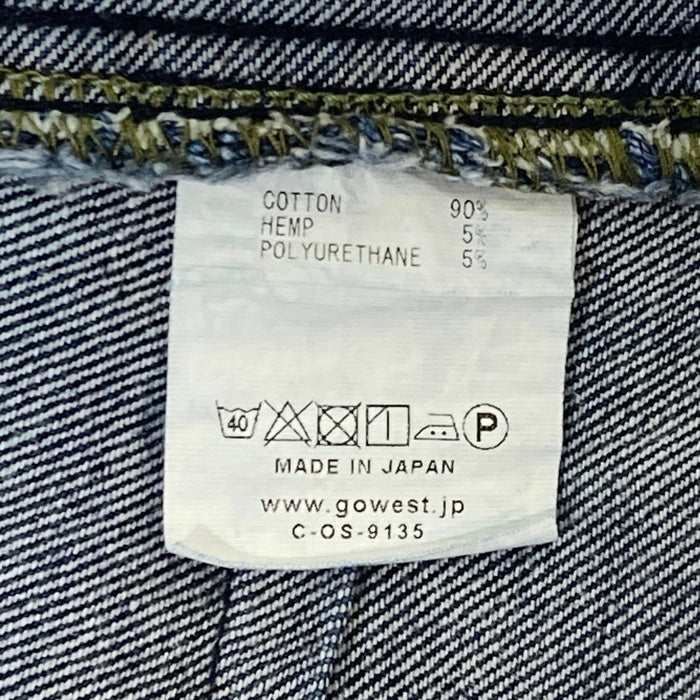 COTTON 90%
HEMP 5%
POLYURETHANE 5%
40 P
MADE IN JAPAN
www.gowest.jp
C-OS-9135